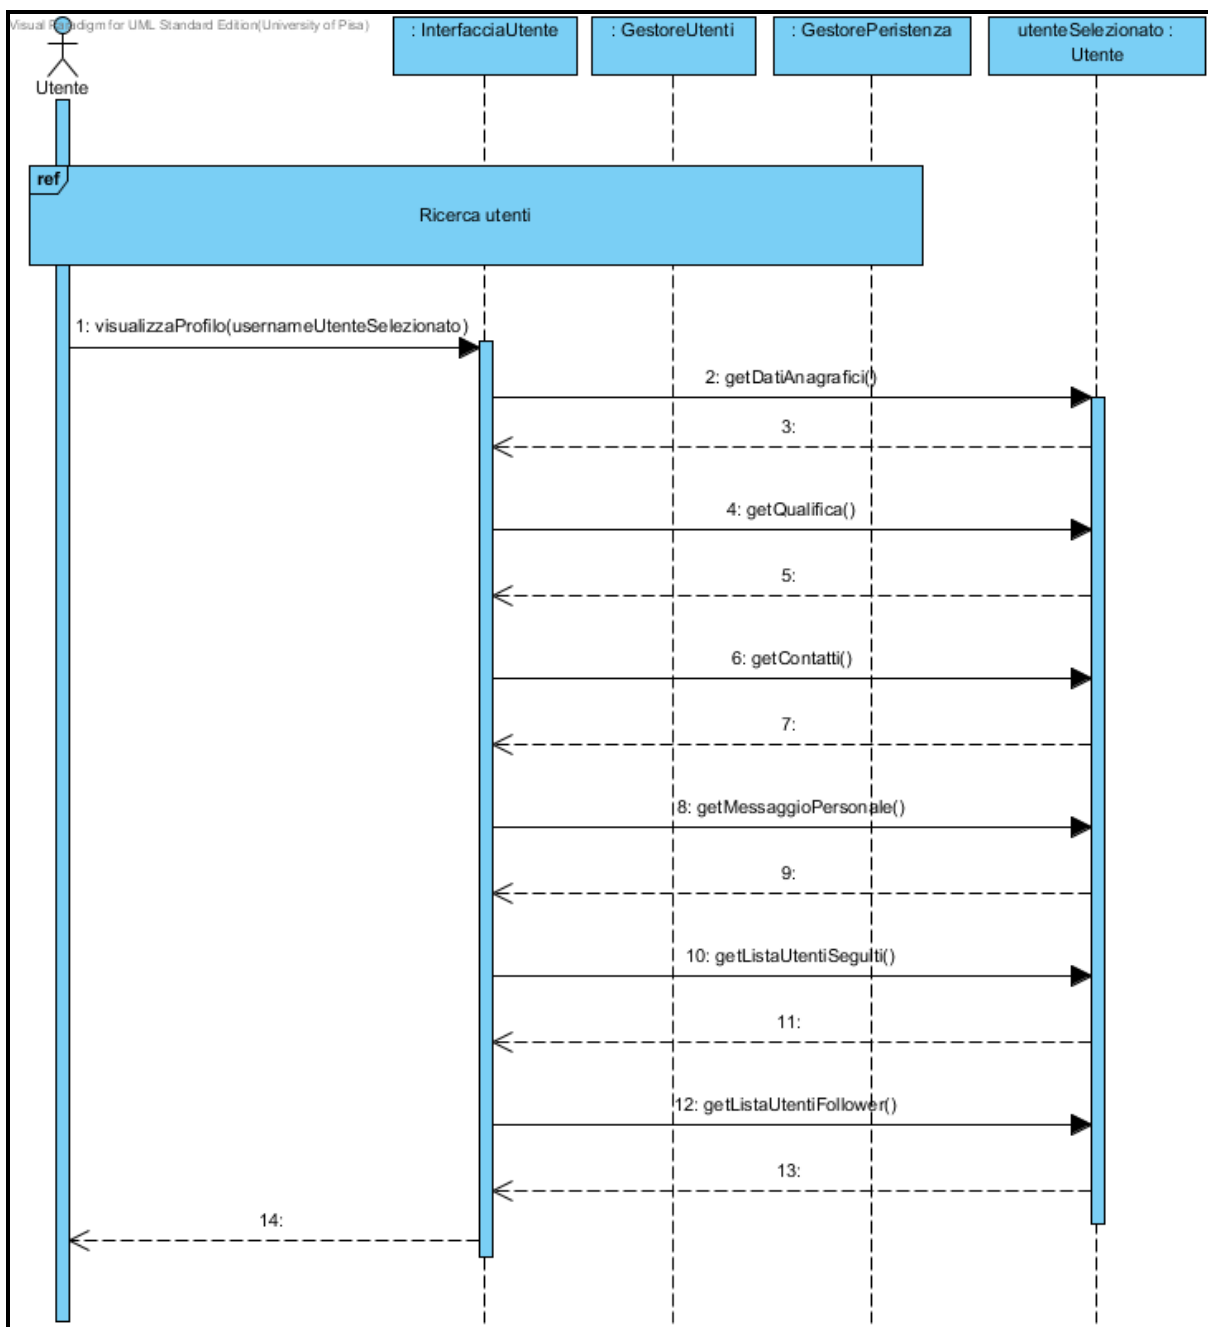 Visual Paradigm for UML Standard Edition(University of Pisa)
Utente
: InterfacciaUtente
: GestoreUtenti
: GestorePeristenza
utenteSelezionato :
Utente
ref
Ricerca utenti
1: visualizzaProfilo(usernameUtenteSelezionato)
2: getDatiAnagrafici()
3:
4: getQualifica()
5:
6: getContatti()
7:
8: getMessaggioPersonale()
9:
10: getListaUtentiSeguiti()
11:
12: getListaUtentiFollower()
13:
14: